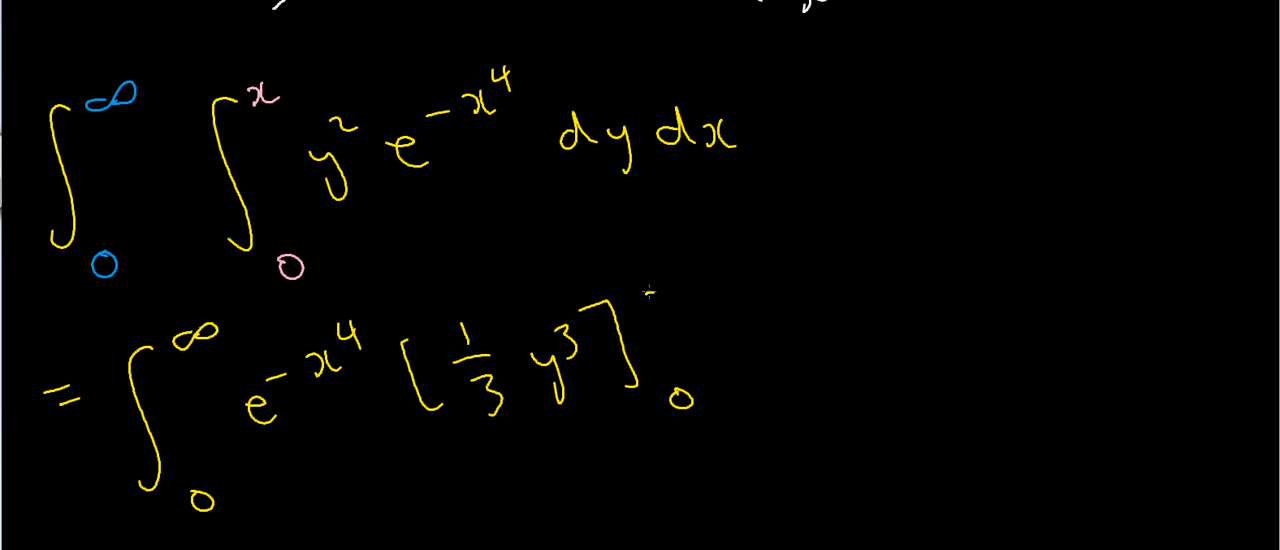 ∫₀^∞ ∫₀^x y² e^{-x⁴} dy dx
= ∫₀^∞ e^{-x⁴} [1/3 y³]₀